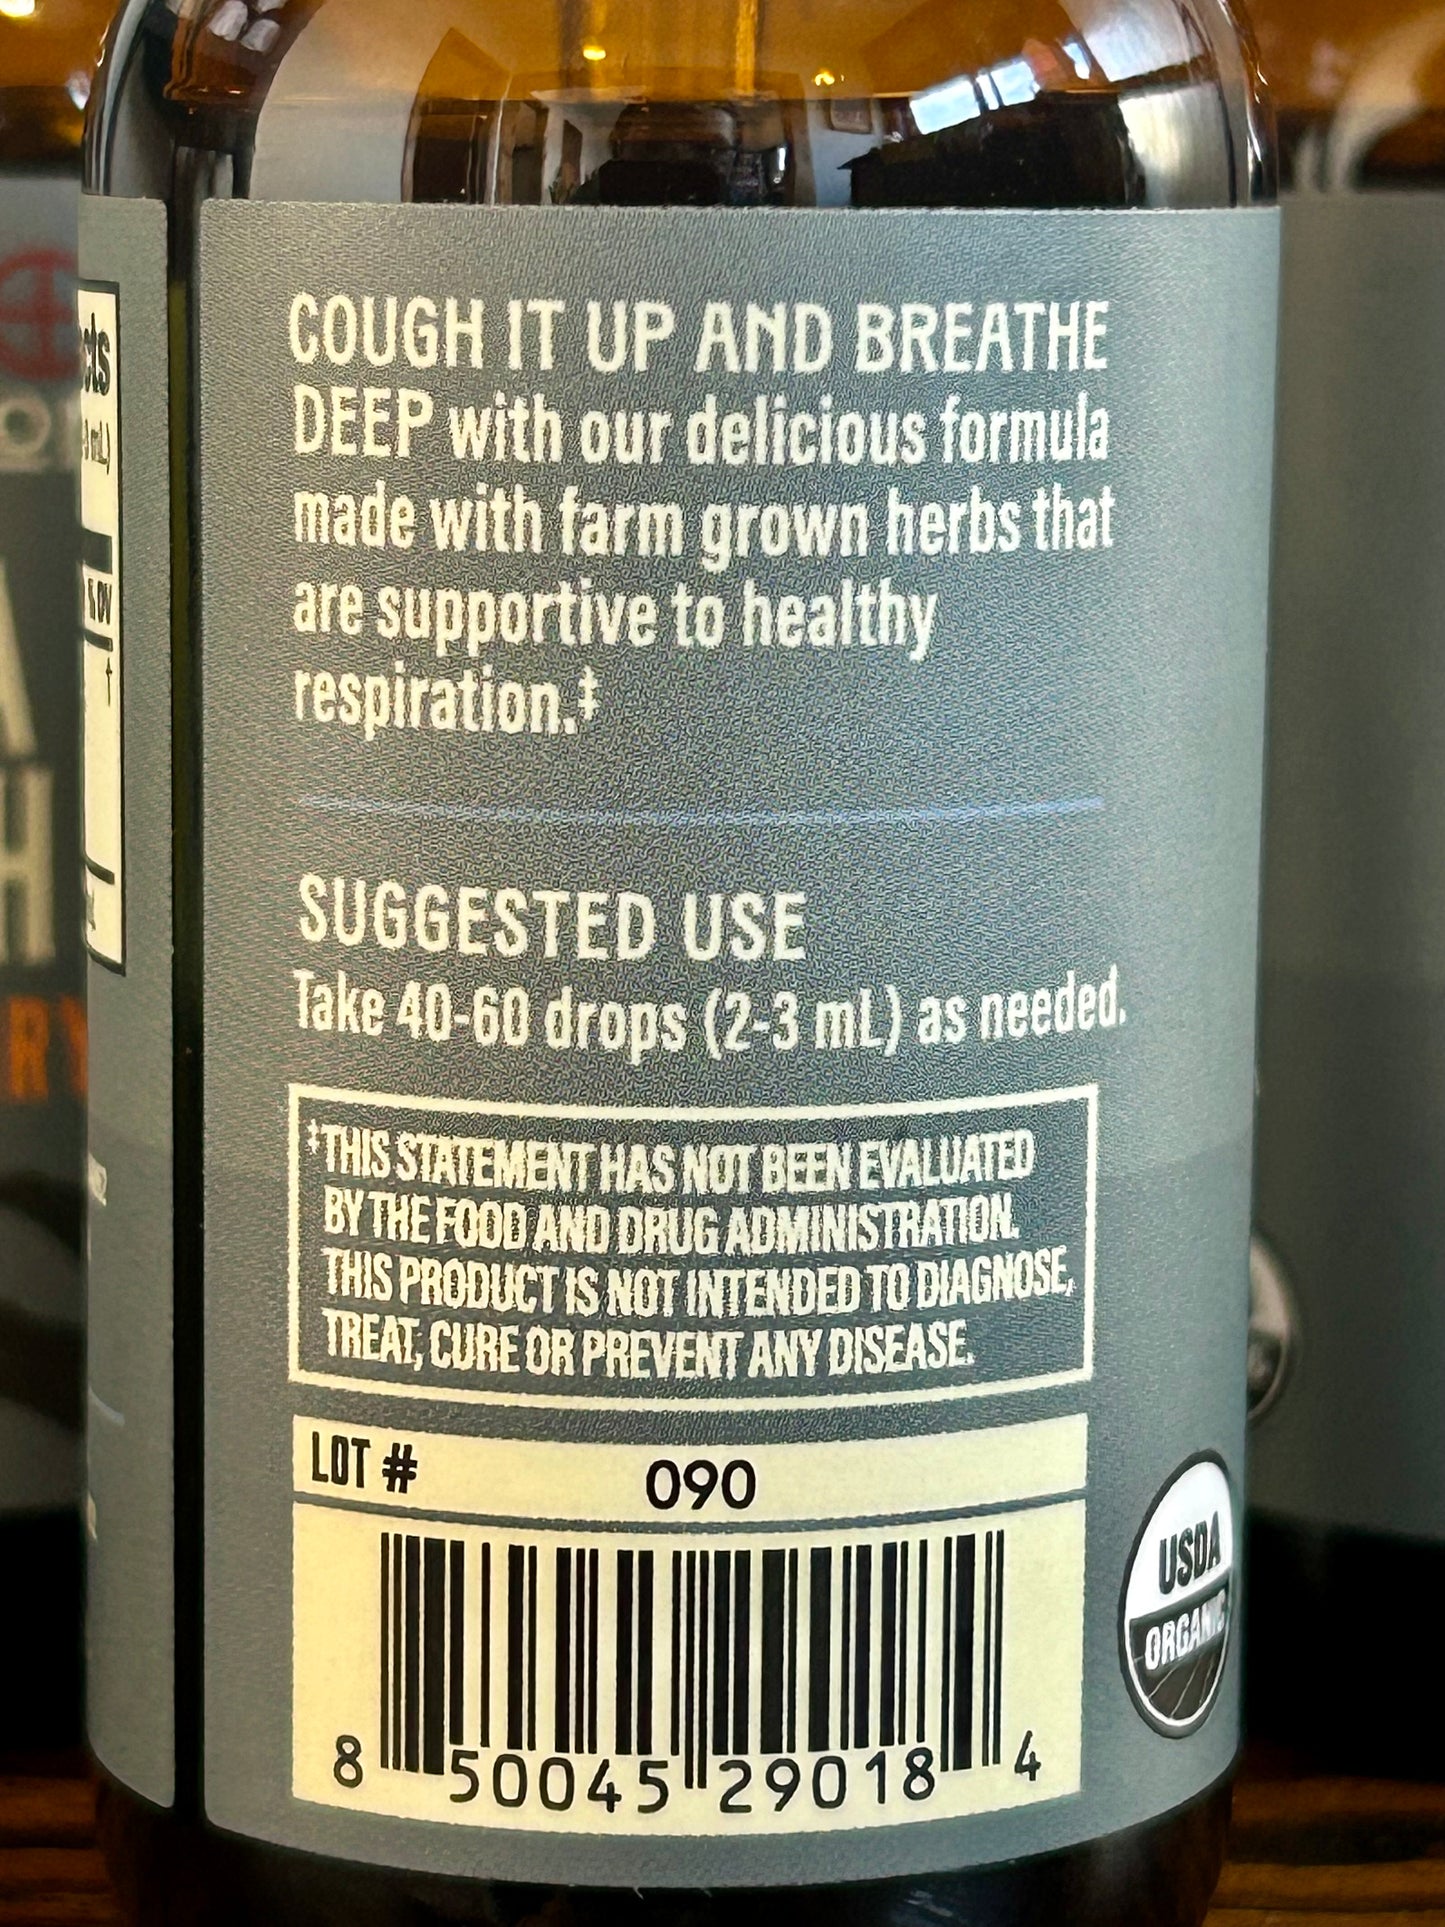 COUGH IT UP AND BREATHE
DEEP with our delicious formula
made with farm grown herbs that
are supportive to healthy
respiration.‡
SUGGESTED USE
Take 40-60 drops (2-3 mL) as needed.
‡THIS STATEMENT HAS NOT BEEN EVALUATED
BY THE FOOD AND DRUG ADMINISTRATION.
THIS PRODUCT IS NOT INTENDED TO DIAGNOSE,
TREAT, CURE OR PREVENT ANY DISEASE.
LOT # 090
8 50045 29018 4
USDA
ORGANIC
% DV
†